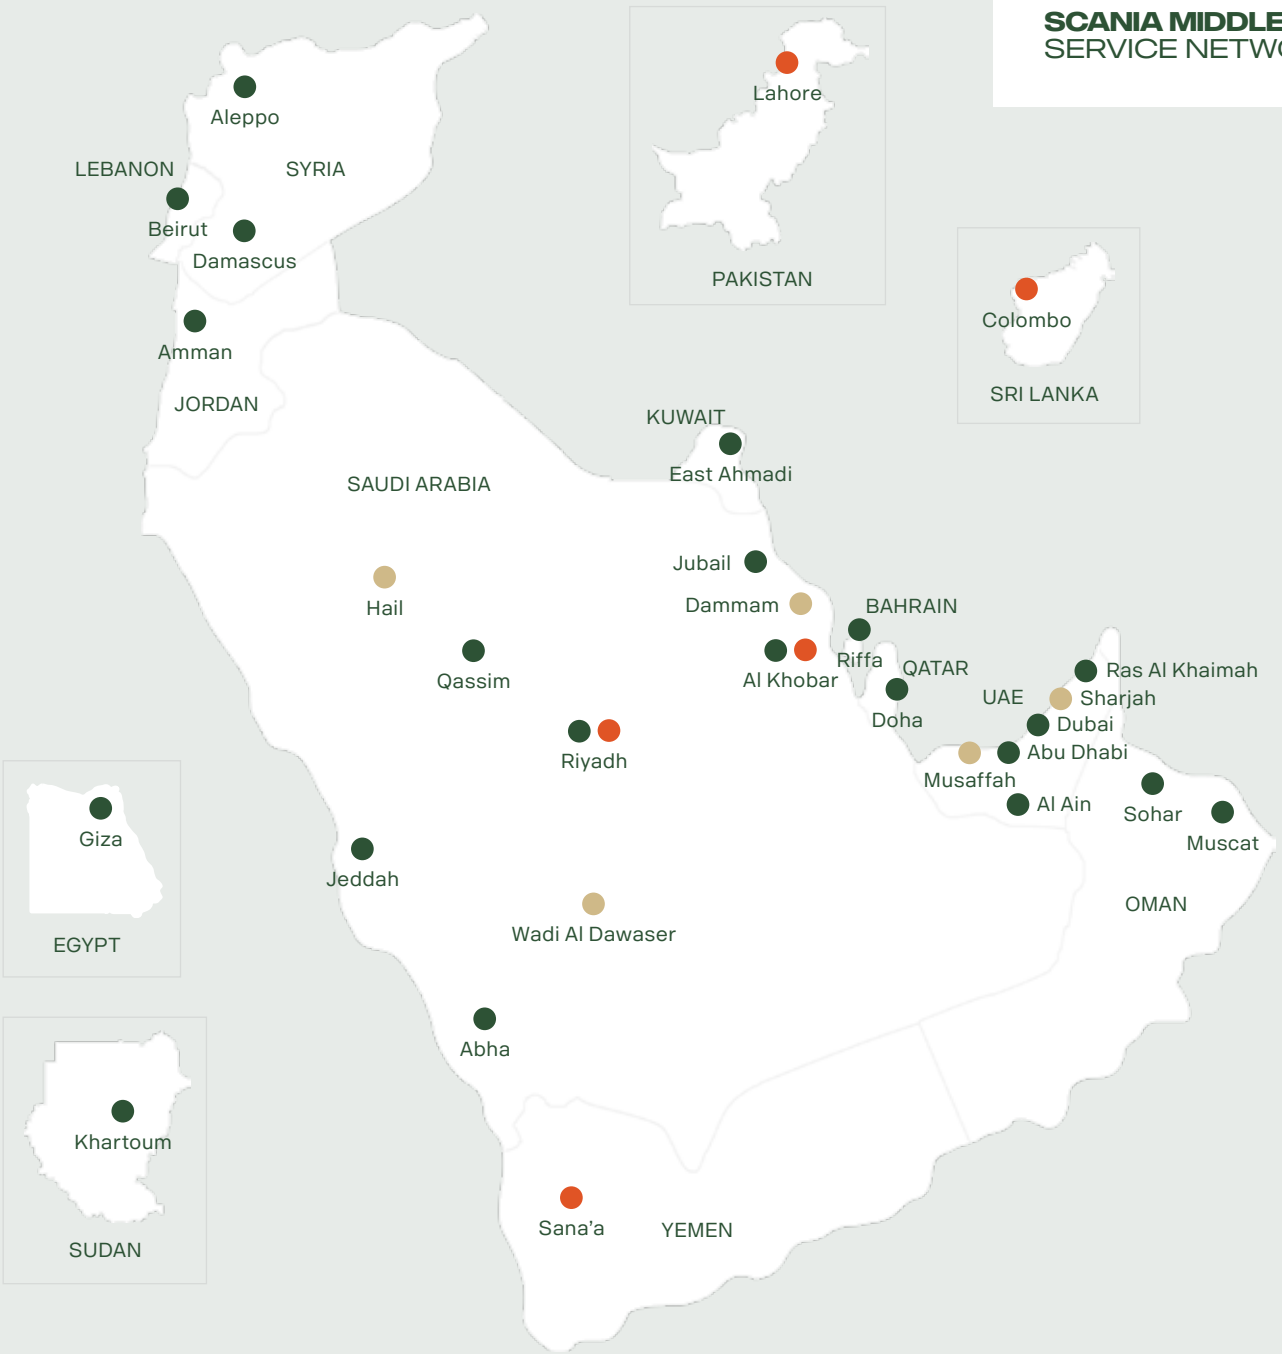 SCANIA MIDDLE
SERVICE NETWO
Aleppo
LEBANON
SYRIA
Beirut
Damascus
Amman
JORDAN
Lahore
PAKISTAN
Colombo
SRI LANKA
KUWAIT
East Ahmadi
SAUDI ARABIA
Jubail
Hail
Dammam
BAHRAIN
Qassim
Al Khobar
Riffa
QATAR
Doha
Riyadh
UAE
Ras Al Khaimah
Sharjah
Dubai
Abu Dhabi
Musaffah
Al Ain
Sohar
Muscat
OMAN
Giza
EGYPT
Jeddah
Wadi Al Dawaser
Abha
Khartoum
SUDAN
Sana’a
YEMEN